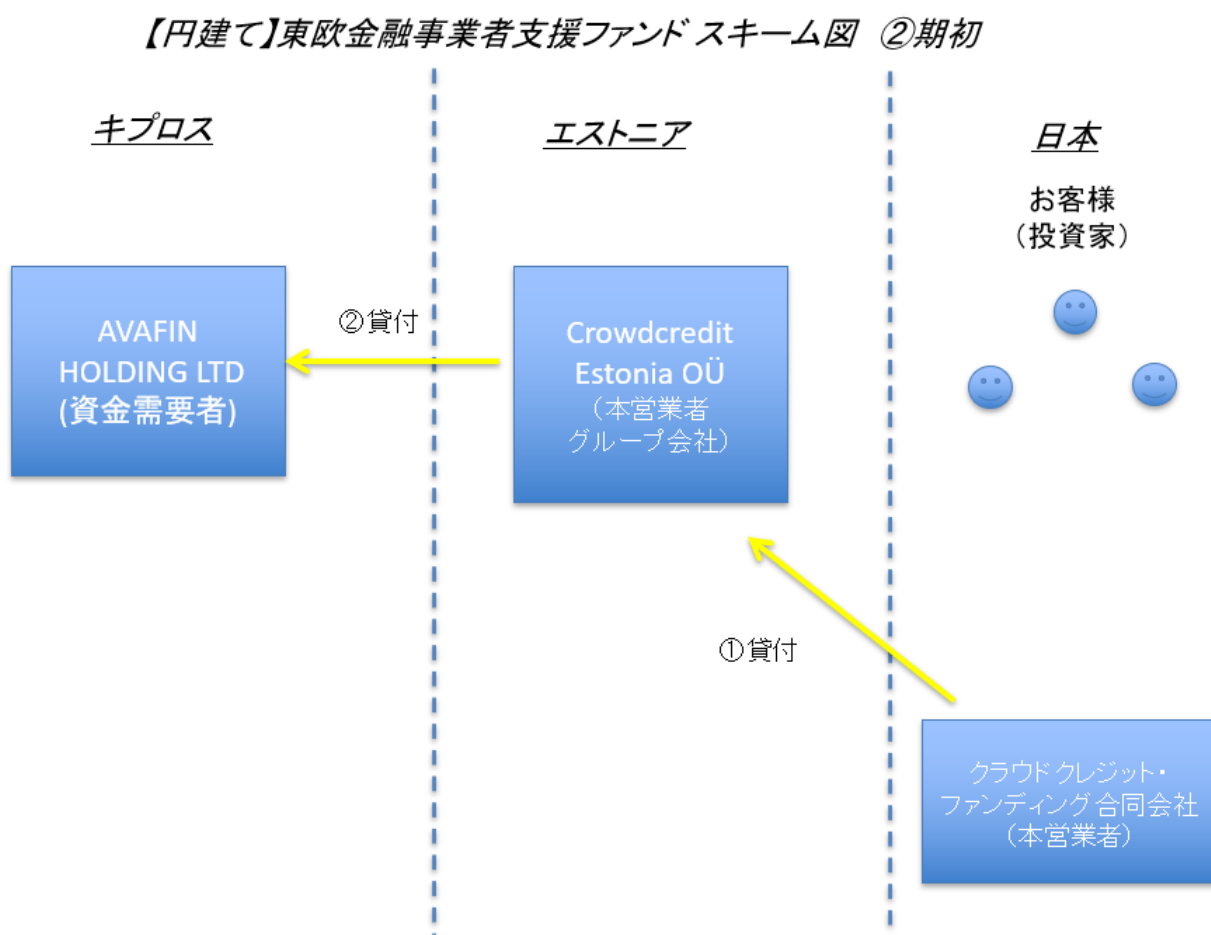 【円建て】東欧金融事業者支援ファンド スキーム図　②期初
キプロス
エストニア
日本
お客様
（投資家）
AVAFIN
HOLDING LTD
(資金需要者)
②貸付
Crowdcredit
Estonia OÜ
（本営業者
グループ会社）
①貸付
クラウドクレジット・
ファンディング合同会社
（本営業者）